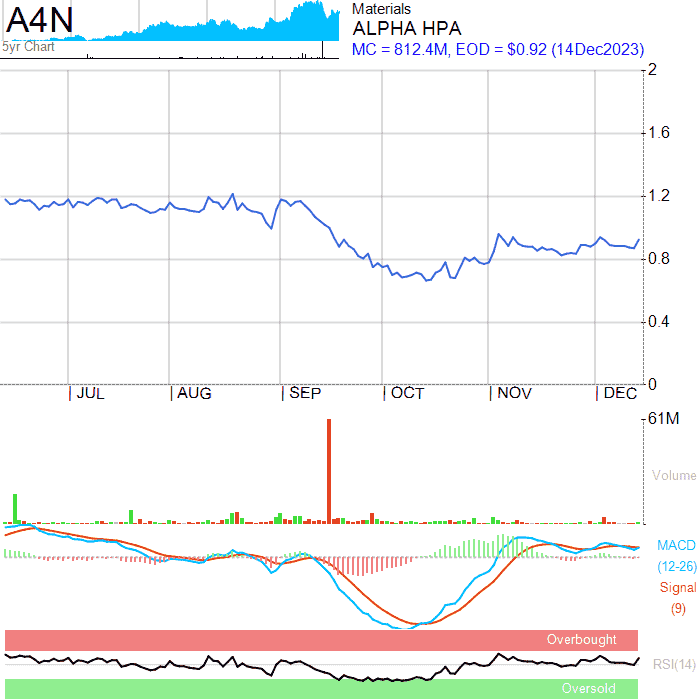 A4N
5yr Chart
Materials
ALPHA HPA
MC = 812.4M, EOD = $0.92 (14Dec2023)
2
1.6
1.2
0.8
0.4
0
JUL
AUG
SEP
OCT
NOV
DEC
61M
Volume
MACD
(12-26)
Signal
(9)
Overbought
RSI(14)
Oversold